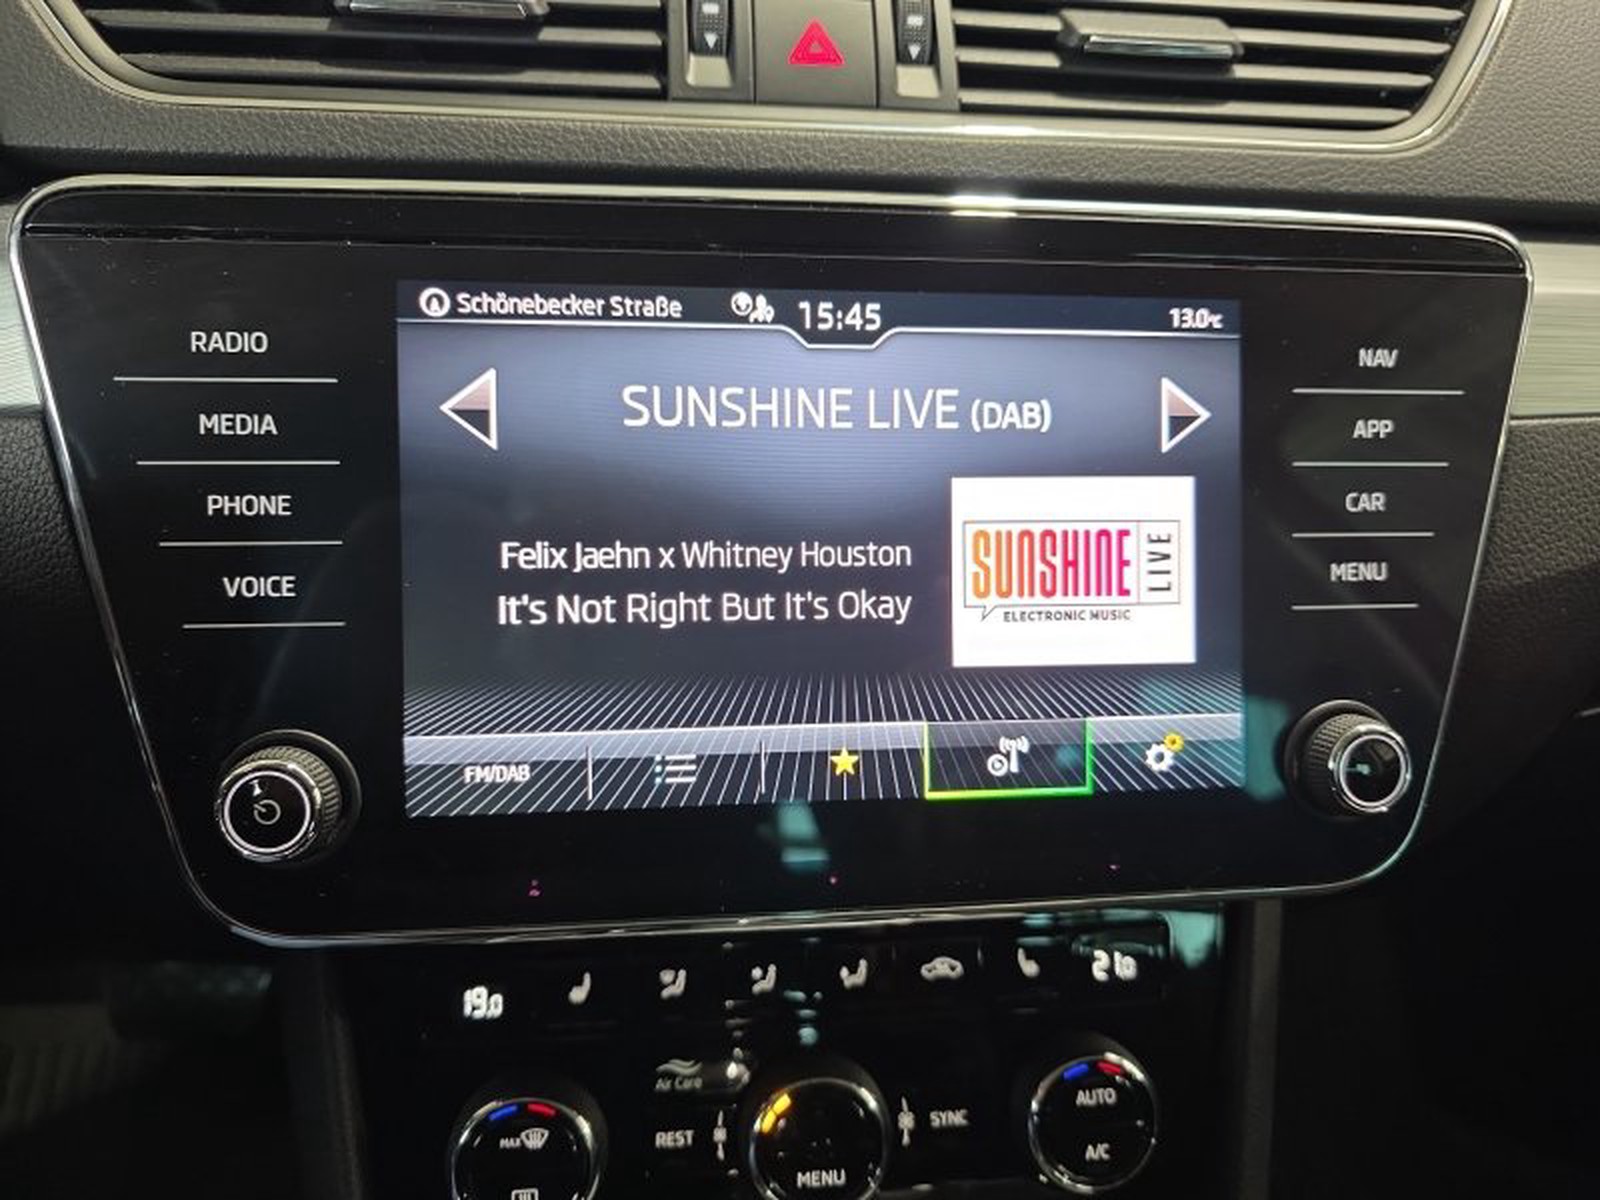 Schönebecker Straße
15:45
13.0°C
RADIO
MEDIA
PHONE
VOICE
SUNSHINE LIVE (DAB)
Felix Jaehn x Whitney Houston
It's Not Right But It's Okay
SUNSHINE LIVE
ELECTRONIC MUSIC
FM/DAB
NAV
APP
CAR
MENU
19.0
21.0
Air Care
REST
MENU
SYNC
MAX
AUTO
A/C